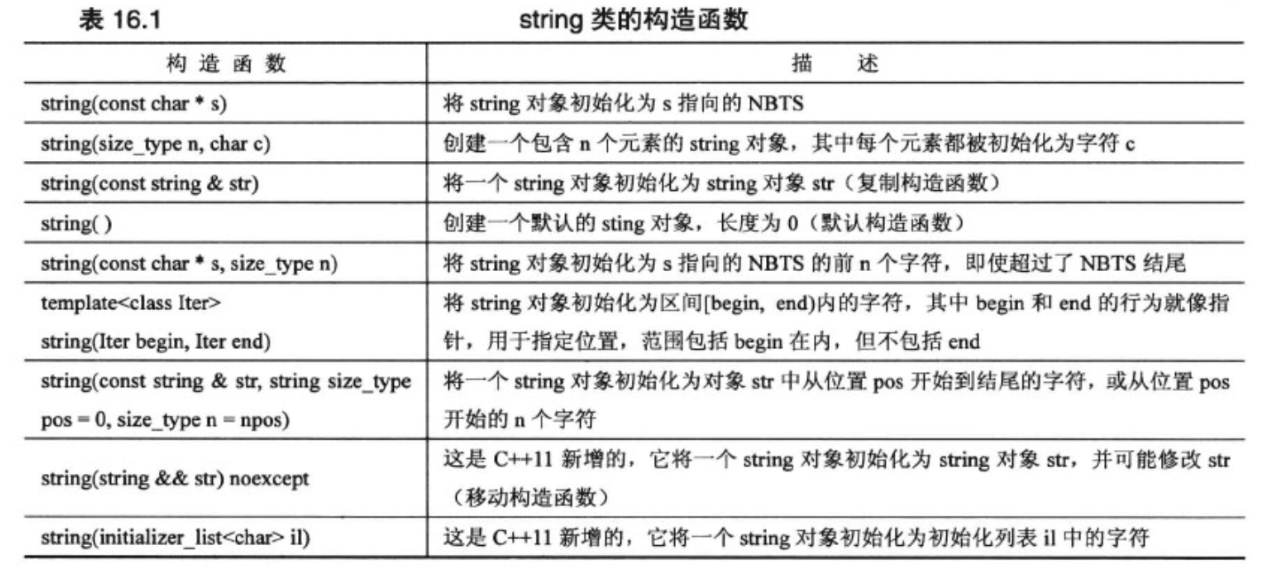 表 16.1 string 类的构造函数
构 造 函 数 描 述
string(const char * s) 将 string 对象初始化为 s 指向的 NBTS
string(size_type n, char c) 创建一个包含 n 个元素的 string 对象，其中每个元素都被初始化为字符 c
string(const string & str) 将一个 string 对象初始化为 string 对象 str（复制构造函数）
string( ) 创建一个默认的 sting 对象，长度为 0（默认构造函数）
string(const char * s, size_type n) 将 string 对象初始化为 s 指向的 NBTS 的前 n 个字符，即使超过了 NBTS 结尾
template<class Iter>
string(Iter begin, Iter end)
将 string 对象初始化为区间[begin, end)内的字符，其中 begin 和 end 的行为就像指
针，用于指定位置，范围包括 begin 在内，但不包括 end
string(const string & str, string size_type
pos = 0, size_type n = npos)
将一个 string 对象初始化为对象 str 中从位置 pos 开始到结尾的字符，或从位置 pos
开始的 n 个字符
string(string && str) noexcept
这是 C++11 新增的，它将一个 string 对象初始化为 string 对象 str，并可能修改 str
（移动构造函数）
string(initializer_list<char> il) 这是 C++11 新增的，它将一个 string 对象初始化为初始化列表 il 中的字符